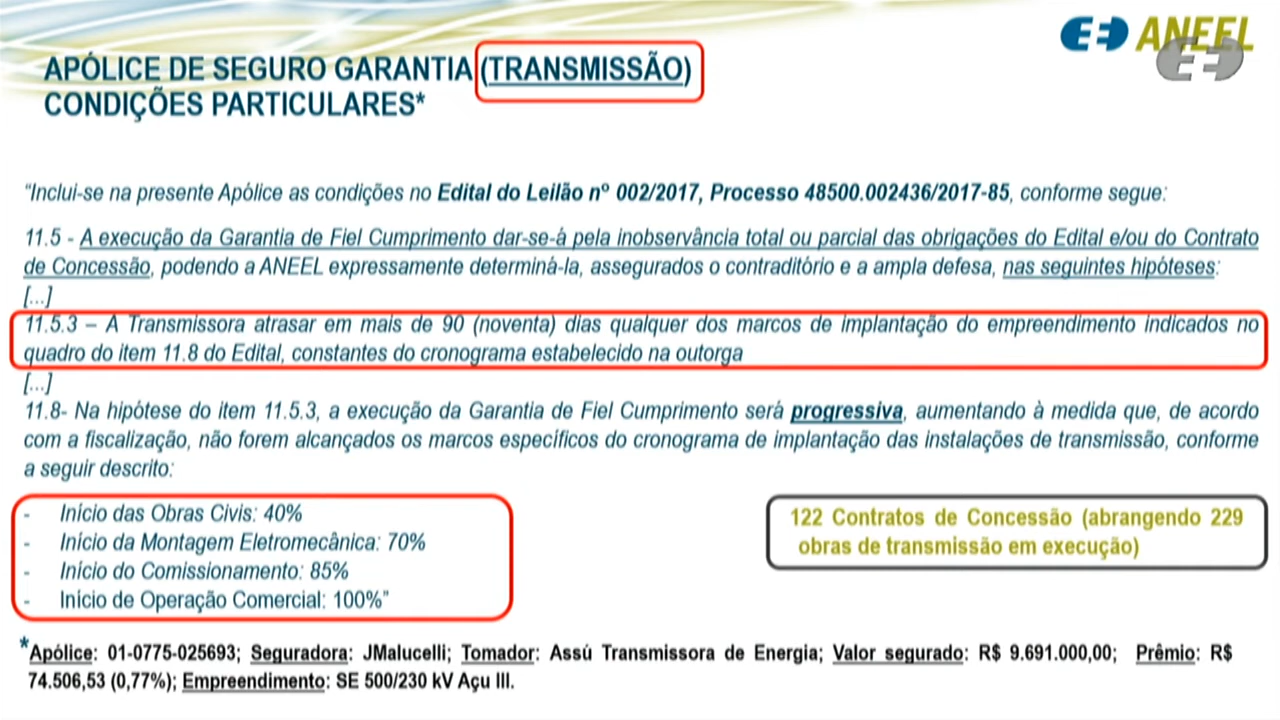 ANEEL
APÓLICE DE SEGURO GARANTIA (TRANSMISSÃO)
CONDIÇÕES PARTICULARES*
“Inclui-se na presente Apólice as condições no Edital do Leilão nº 002/2017, Processo 48500.002436/2017-85, conforme segue:
11.5 - A execução da Garantia de Fiel Cumprimento dar-se-á pela inobservância total ou parcial das obrigações do Edital e/ou do Contrato
de Concessão, podendo a ANEEL expressamente determiná-la, assegurados o contraditório e a ampla defesa, nas seguintes hipóteses:
[...]
11.5.3 – A Transmissora atrasar em mais de 90 (noventa) dias qualquer dos marcos de implantação do empreendimento indicados no
quadro do item 11.8 do Edital, constantes do cronograma estabelecido na outorga
[...]
11.8- Na hipótese do item 11.5.3, a execução da Garantia de Fiel Cumprimento será progressiva, aumentando à medida que, de acordo
com a fiscalização, não forem alcançados os marcos específicos do cronograma de implantação das instalações de transmissão, conforme
a seguir descrito:
- Início das Obras Civis: 40%
- Início da Montagem Eletromecânica: 70%
- Início do Comissionamento: 85%
- Início de Operação Comercial: 100%”
122 Contratos de Concessão (abrangendo 229
obras de transmissão em execução)
*Apólice: 01-0775-025693; Seguradora: JMalucelli; Tomador: Assú Transmissora de Energia; Valor segurado: R$ 9.691.000,00; Prêmio: R$
74.506,53 (0,77%); Empreendimento: SE 500/230 kV Açu III.